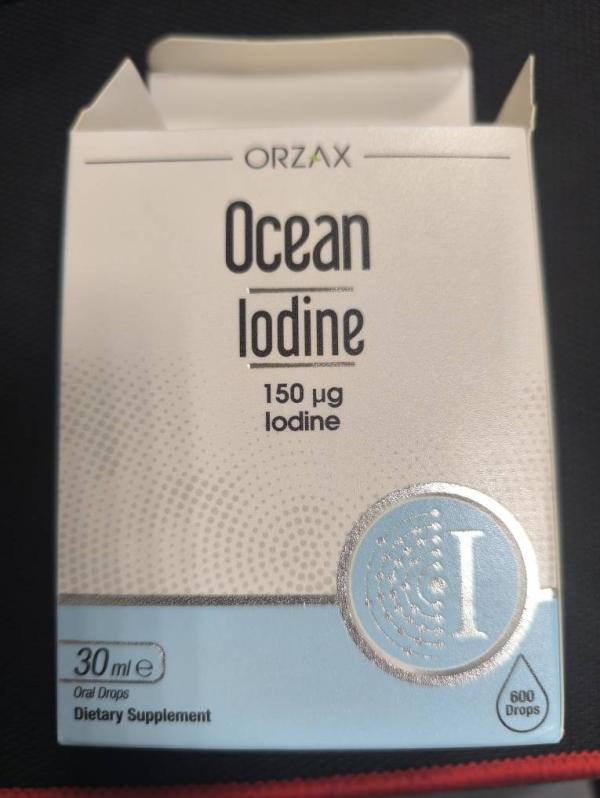 ORZAX
Ocean
Iodine
150 µg
Iodine
I
30 ml ℮
Oral Drops
Dietary Supplement
600
Drops